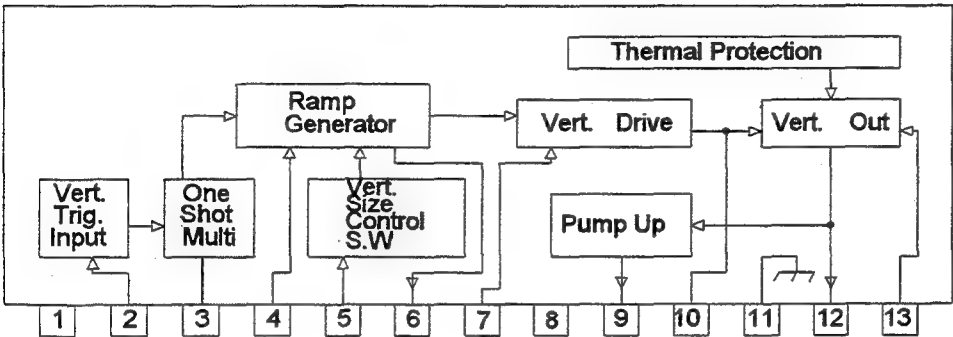 Thermal Protection
Ramp
Generator
Vert. Drive
Vert. Out
Vert.
Trig.
Input
One
Shot
Multi
Vert.
Size
Control
S.W
Pump Up
1 2 3 4 5 6 7 8 9 10 11 12 13